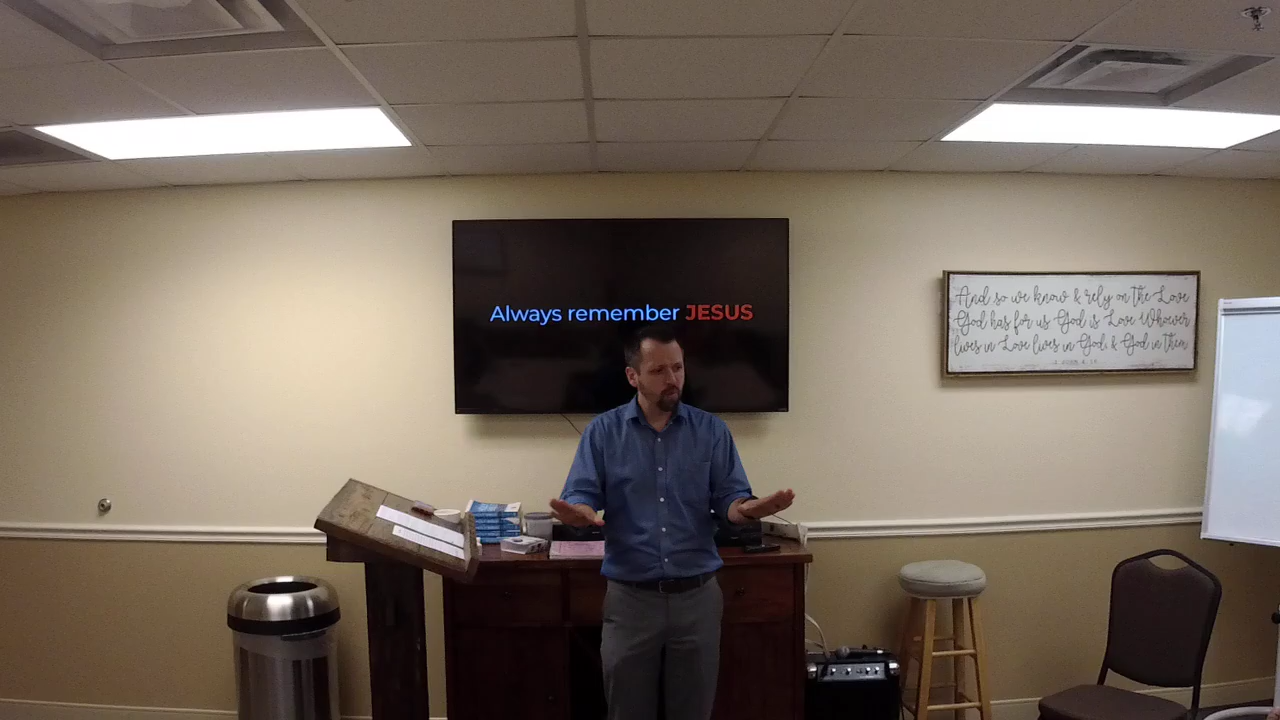 Always remember JESUS
And so we know & rely on the Love
God has for us God is Love Whoever
lives in Love lives in God, & God in them